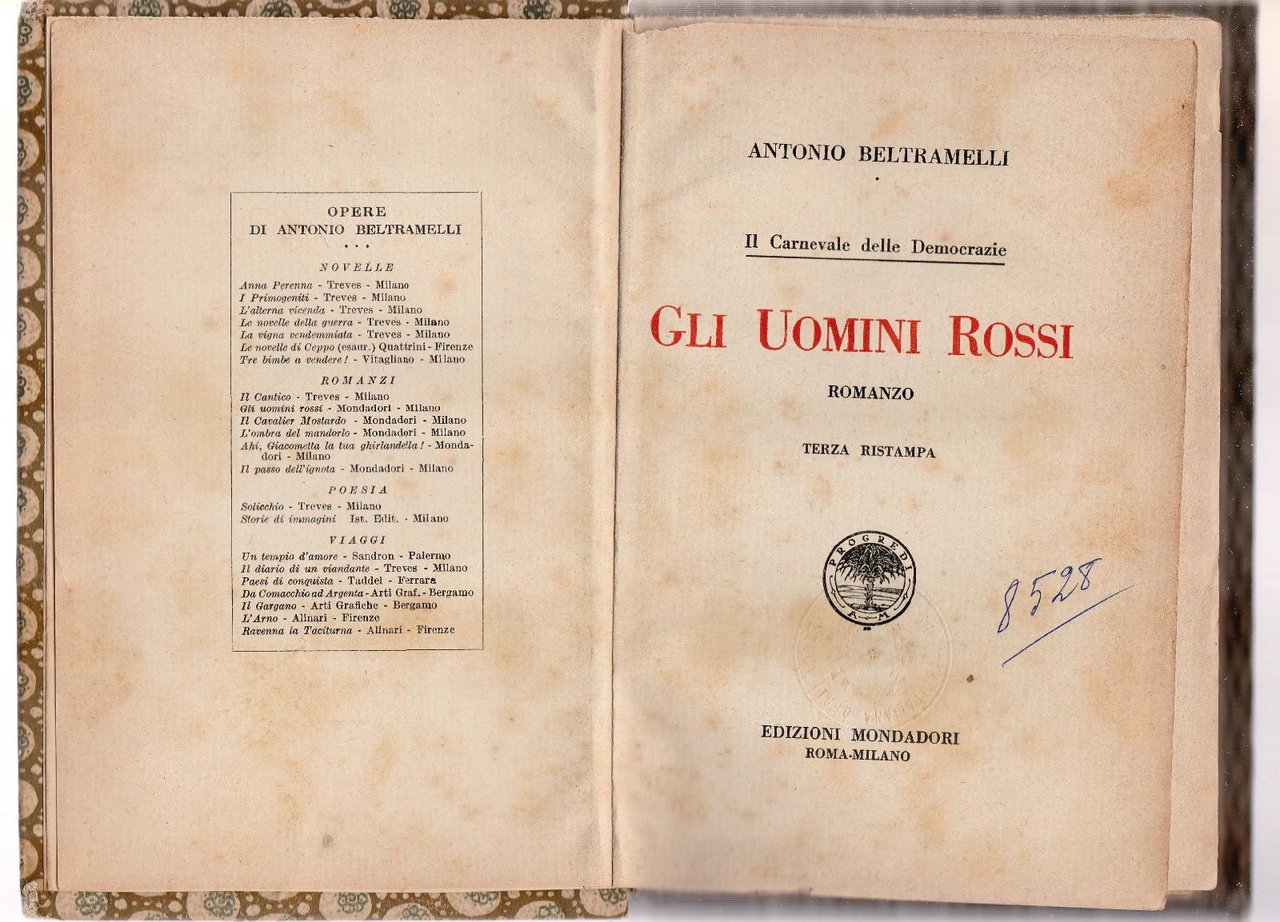 OPERE
DI ANTONIO BELTRAMELLI
NOVELLE
Anna Perenna - Treves - Milano
I Primogeniti - Treves - Milano
L'alterna vicenda - Treves - Milano
Le novelle della guerra - Treves - Milano
La vigna vendemmiata - Treves - Milano
Le novelle di Ceppo (esaur.) Quattrini - Firenze
Tre bimbe a vendere! - Vitagliano - Milano
ROMANZI
Il Cantico - Treves - Milano
Gli uomini rossi - Mondadori - Milano
Il Cavalier Mostardo - Mondadori - Milano
L'ombra del mandorlo - Mondadori - Milano
Ahi, Giacometta la tua ghirlandella! - Monda-
dori - Milano
Il passo dell'ignota - Mondadori - Milano
POESIA
Solicchio - Treves - Milano
Storie di immagini Ist. Edit. - Milano
VIAGGI
Un tempio d'amore - Sandron - Palermo
Il diario di un viandante - Treves - Milano
Paesi di conquista - Taddei - Ferrara
Da Comacchio ad Argenta - Arti Graf. - Bergamo
Il Gargano - Arti Grafiche - Bergamo
L'Arno - Alinari - Firenze
Ravenna la Taciturna - Alinari - Firenze
ANTONIO BELTRAMELLI
Il Carnevale delle Democrazie
GLI UOMINI ROSSI
ROMANZO
TERZA RISTAMPA
PROGREDI
A M
8528
EDIZIONI MONDADORI
ROMA-MILANO